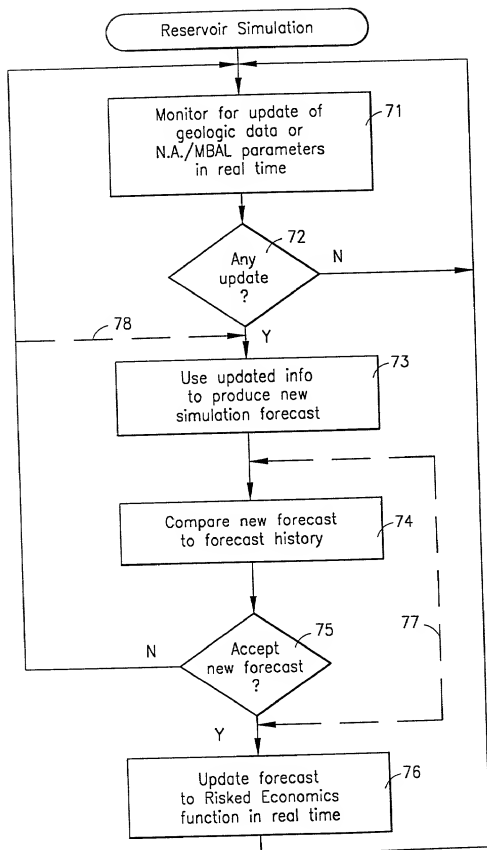 Reservoir Simulation
Monitor for update of
geologic data or
N.A./MBAL parameters
in real time
71
Any
update
?
72
N
78
Y
Use updated info
to produce new
simulation forecast
73
Compare new forecast
to forecast history
74
Accept
new forecast
?
75
77
N
Y
Update forecast
to Risked Economics
function in real time
76